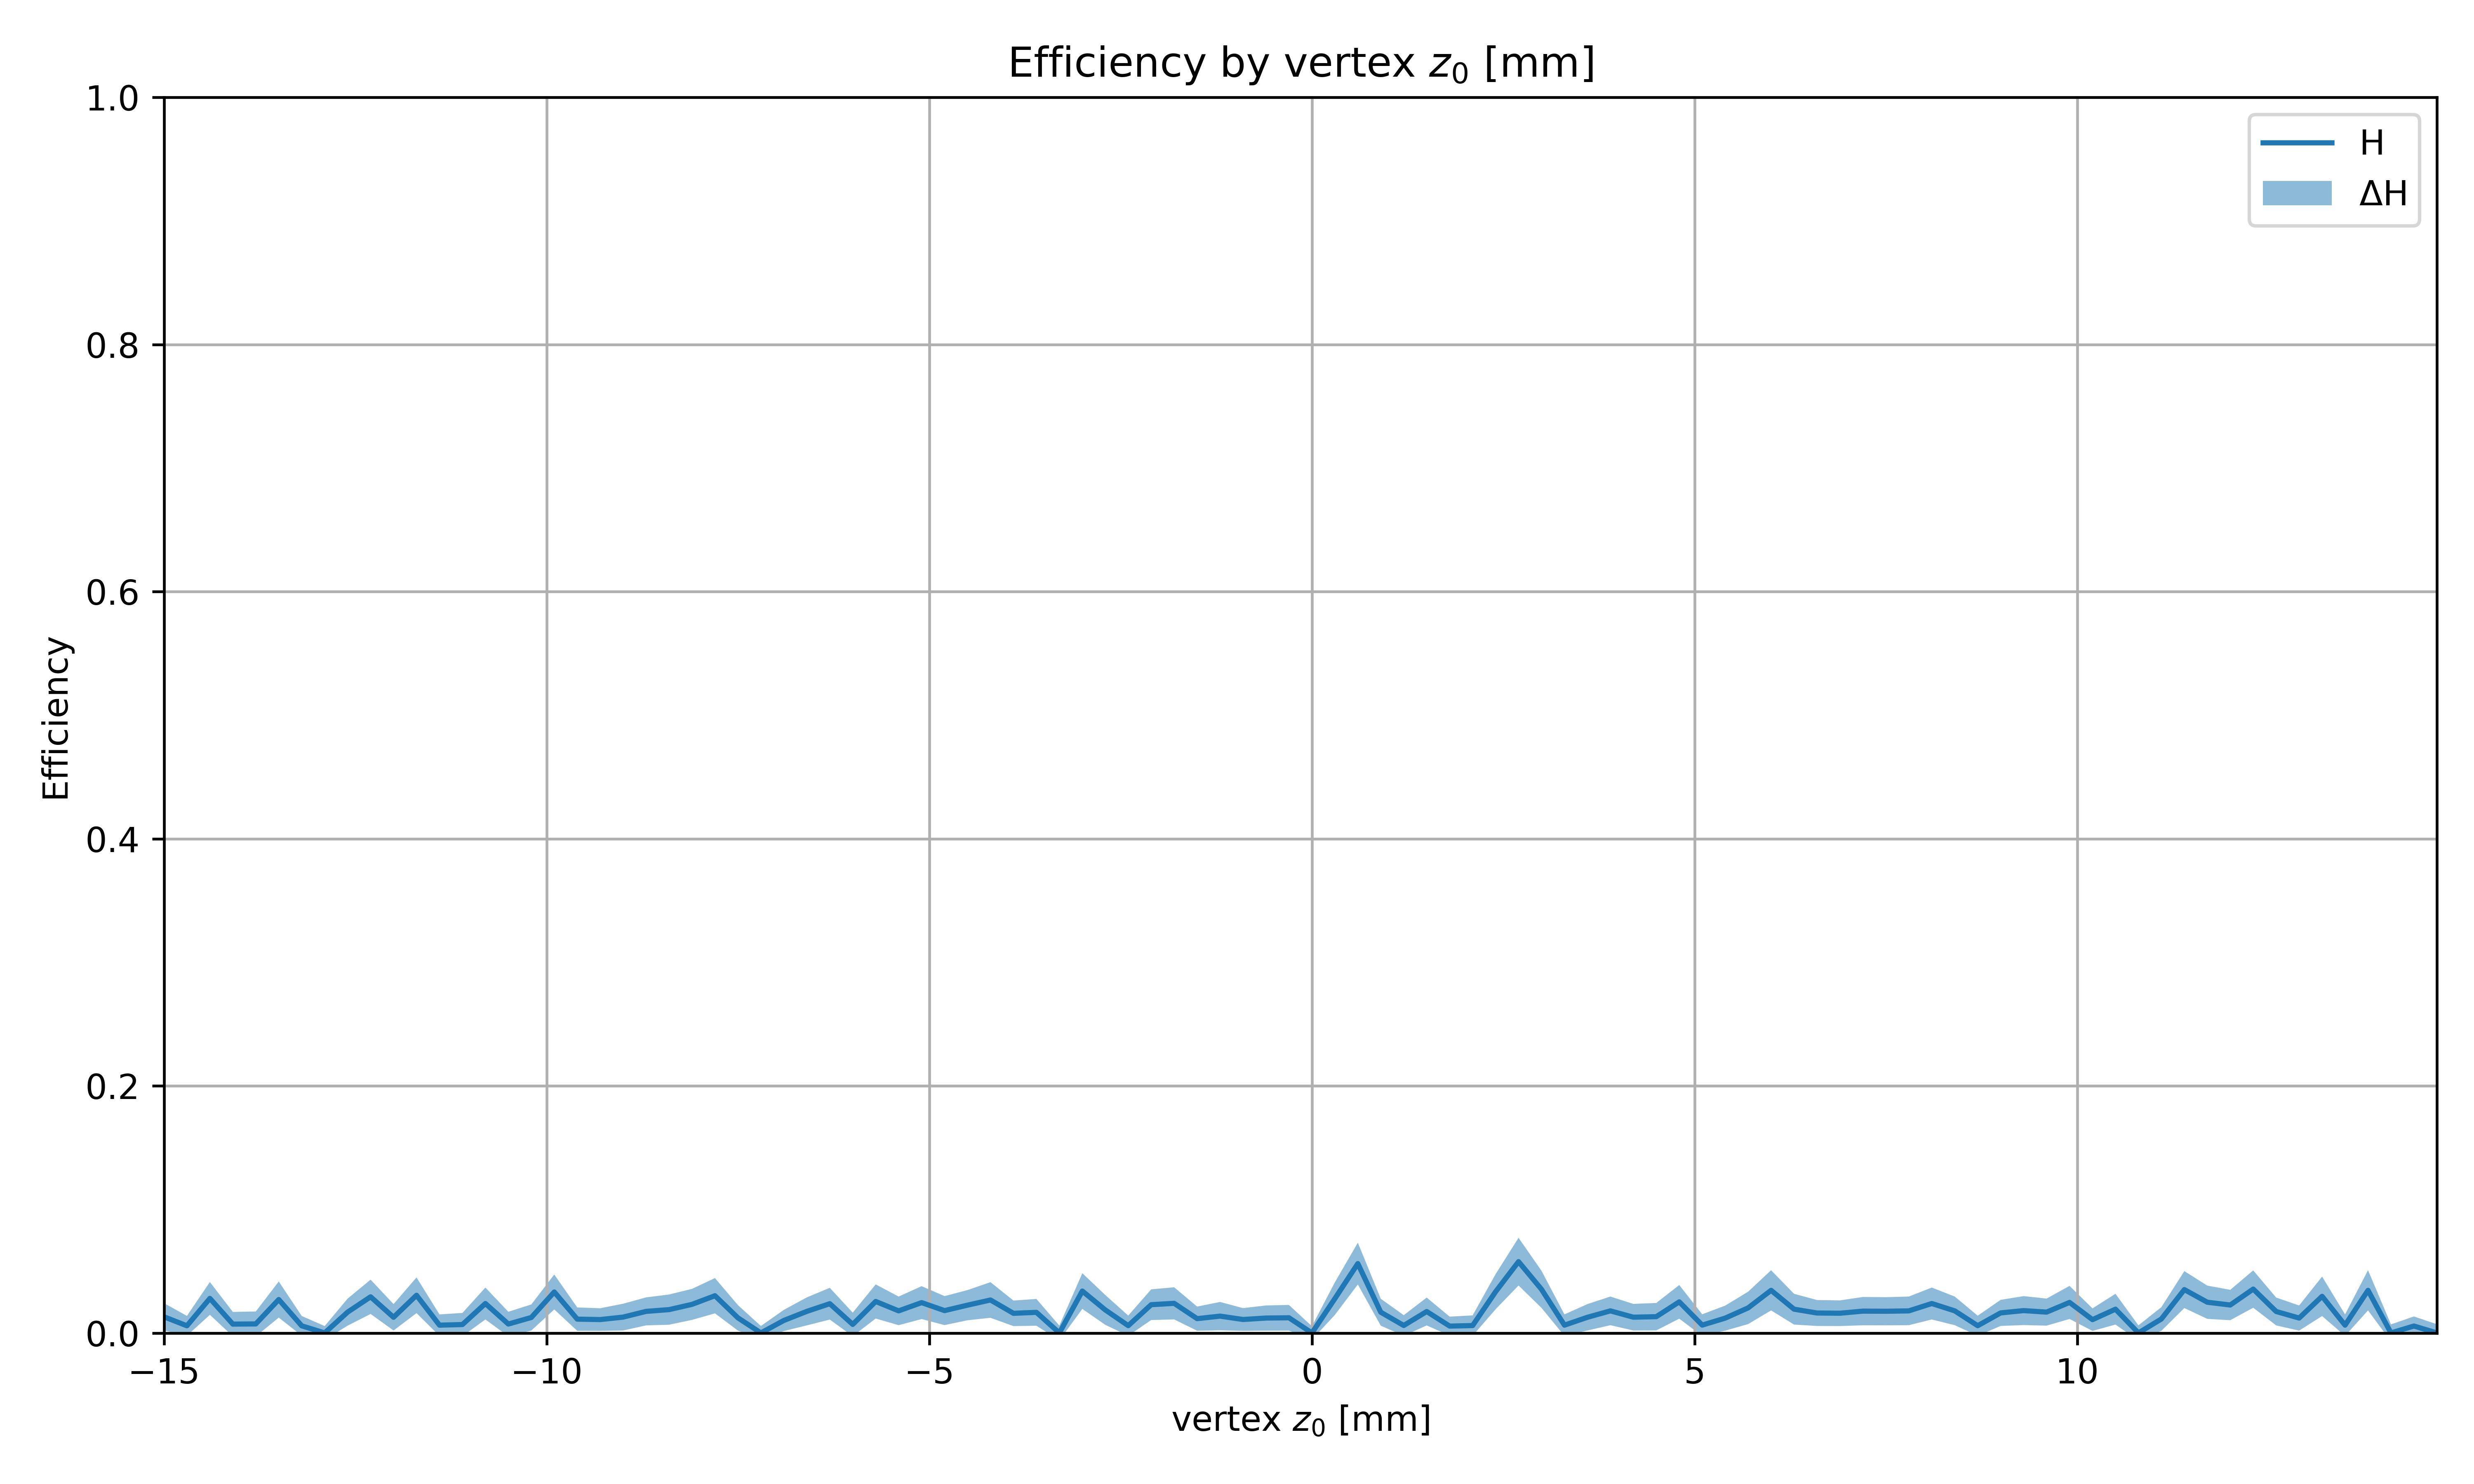 Efficiency by vertex z₀ [mm]
H
ΔH
1.0
0.8
0.6
0.4
0.2
0.0
Efficiency
−15
−10
−5
0
5
10
vertex z₀ [mm]